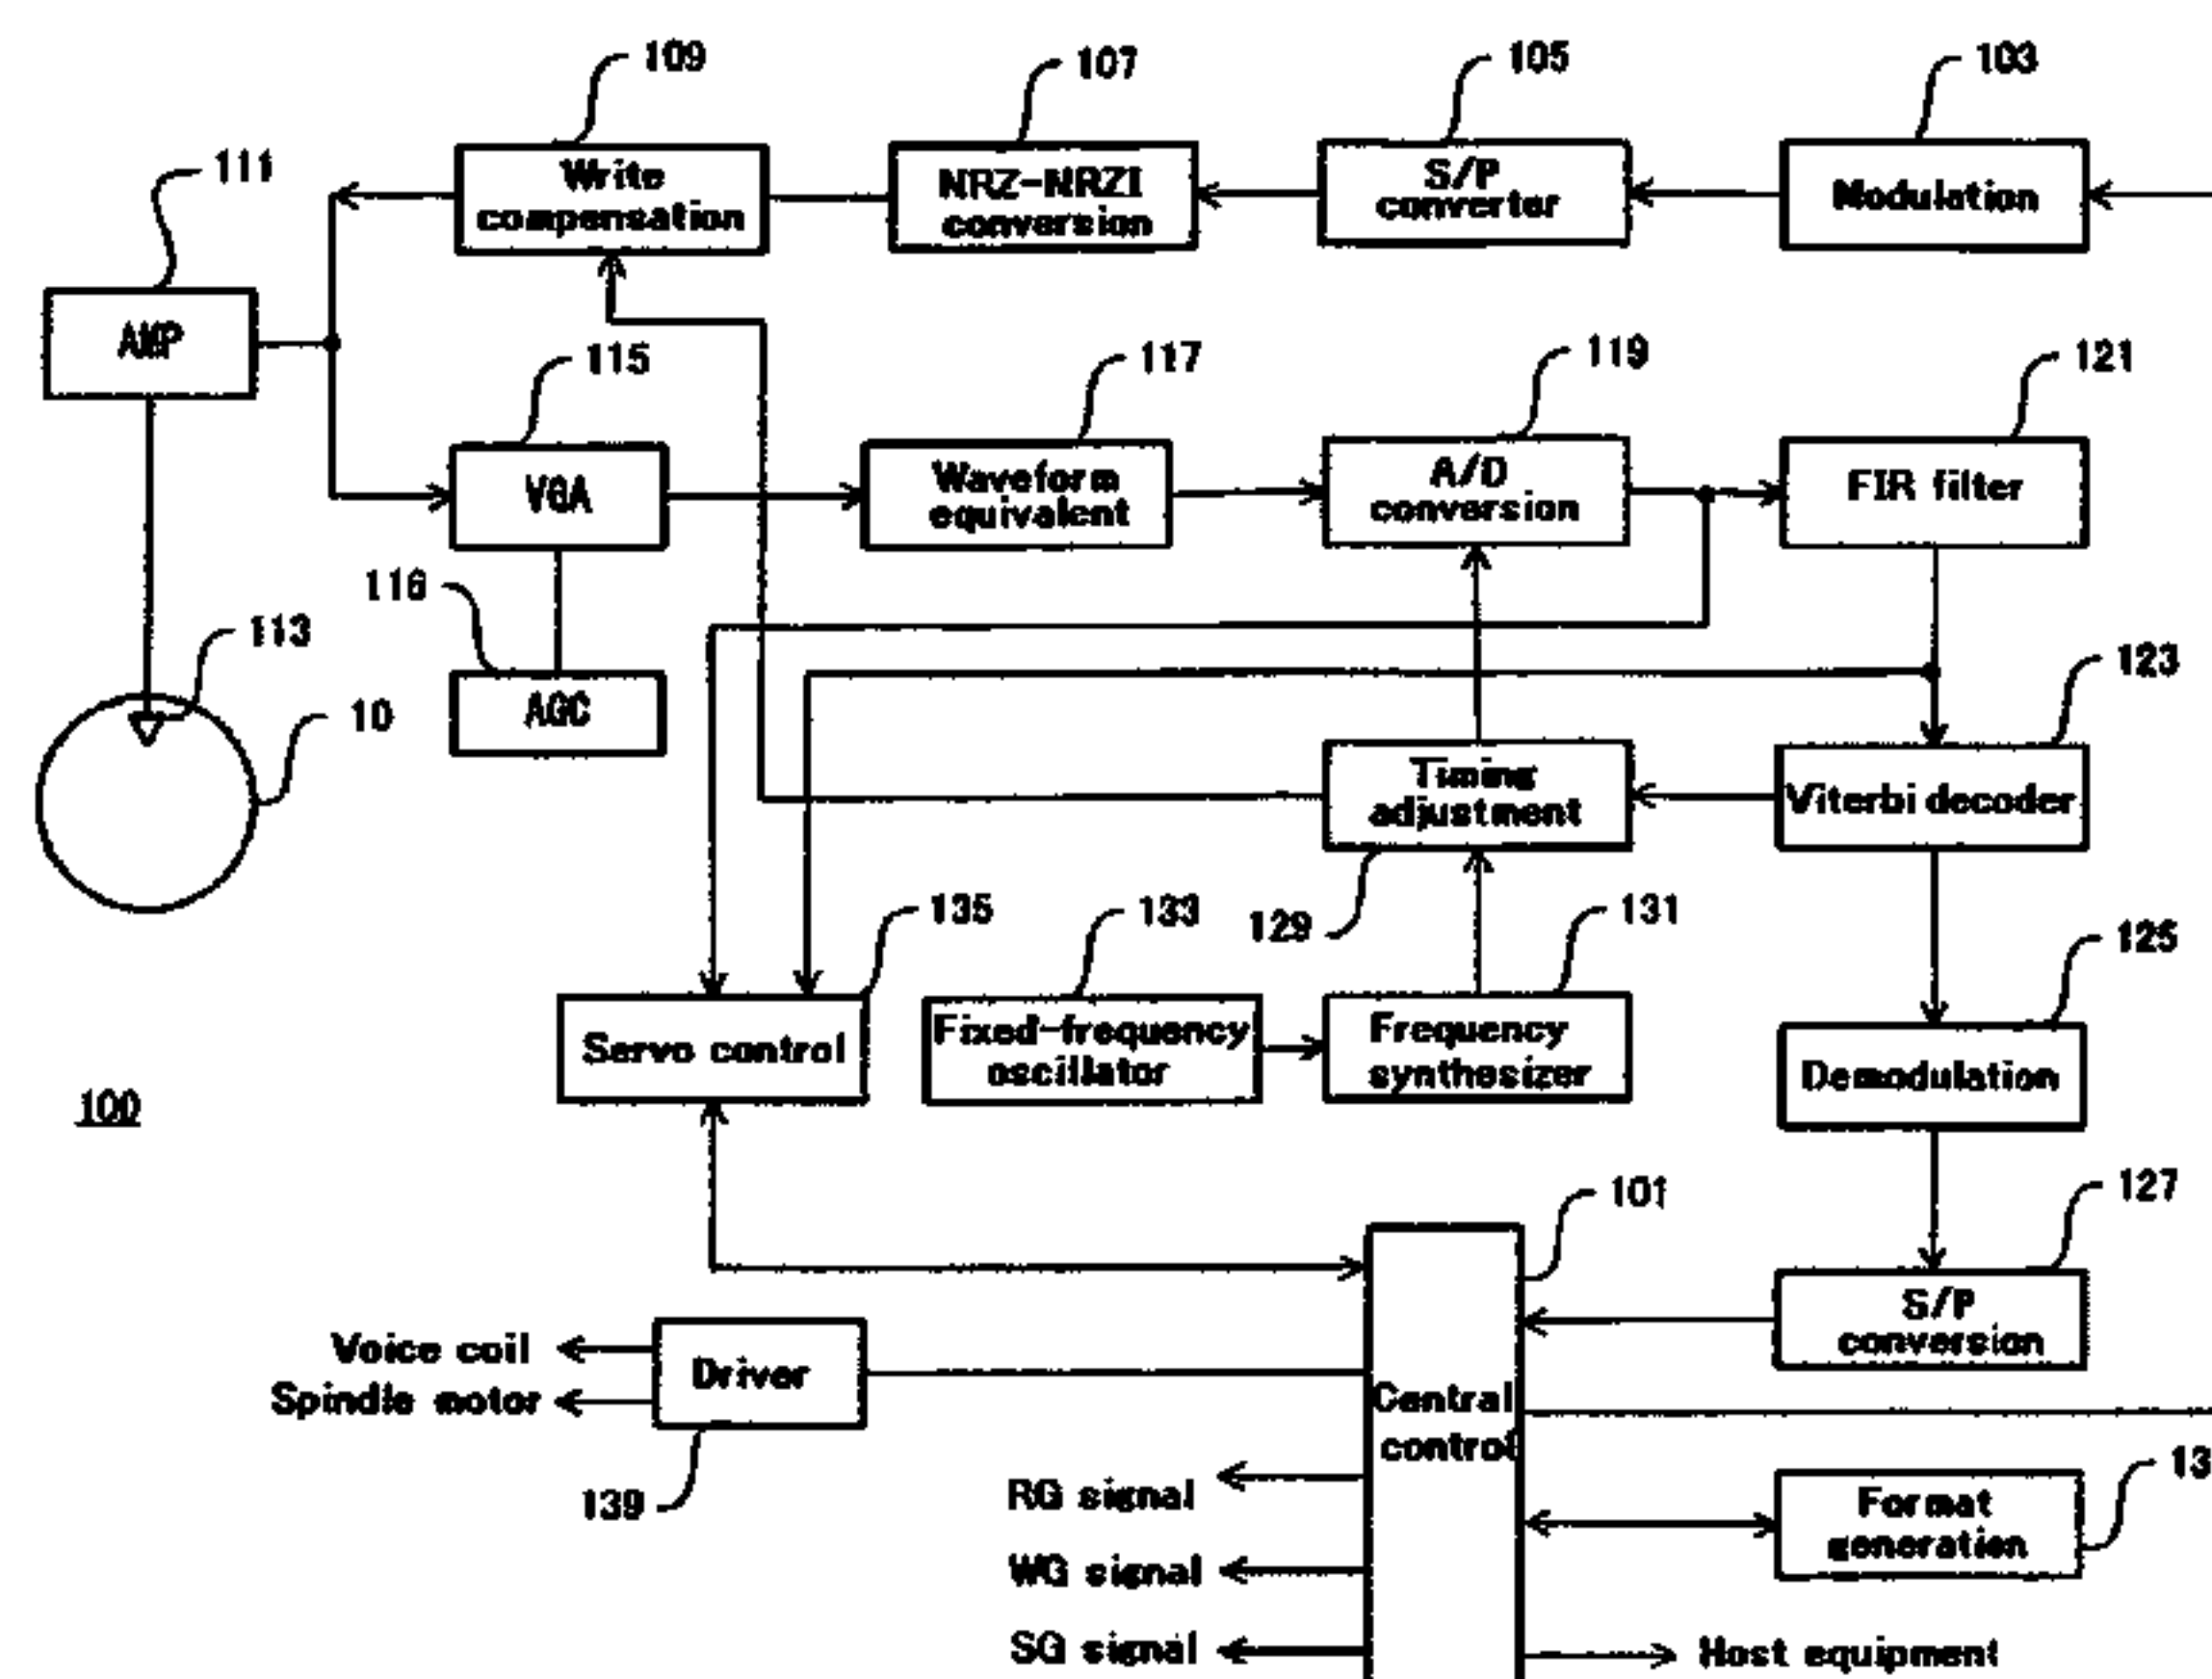 109
107
105
103
111
Write
compensation
NRZ-NRZI
conversion
S/P
converter
Modulation
AMP
115
117
119
121
VGA
Waveform
equivalent
A/D
conversion
FIR filter
116
113
123
AGC
10
Timing
adjustment
Viterbi decoder
135
133
129
131
125
Servo control
Fixed-frequency
oscillator
Frequency
synthesizer
Demodulation
100
101
127
S/P
conversion
Voice coil
Spindle motor
Driver
Central
control
139
RG signal
13
Format
generation
WG signal
SG signal
Host equipment